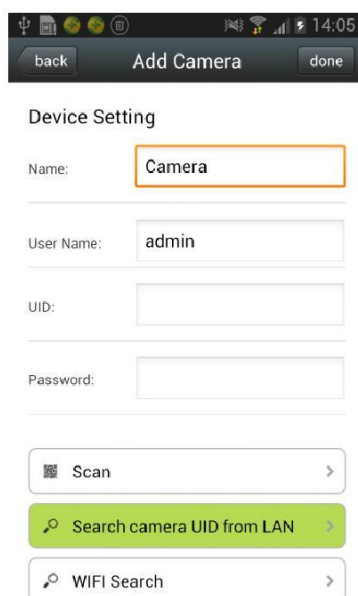 14:05
back Add Camera done
Device Setting
Name: Camera
User Name: admin
UID:
Password:
Scan
Search camera UID from LAN
WIFI Search